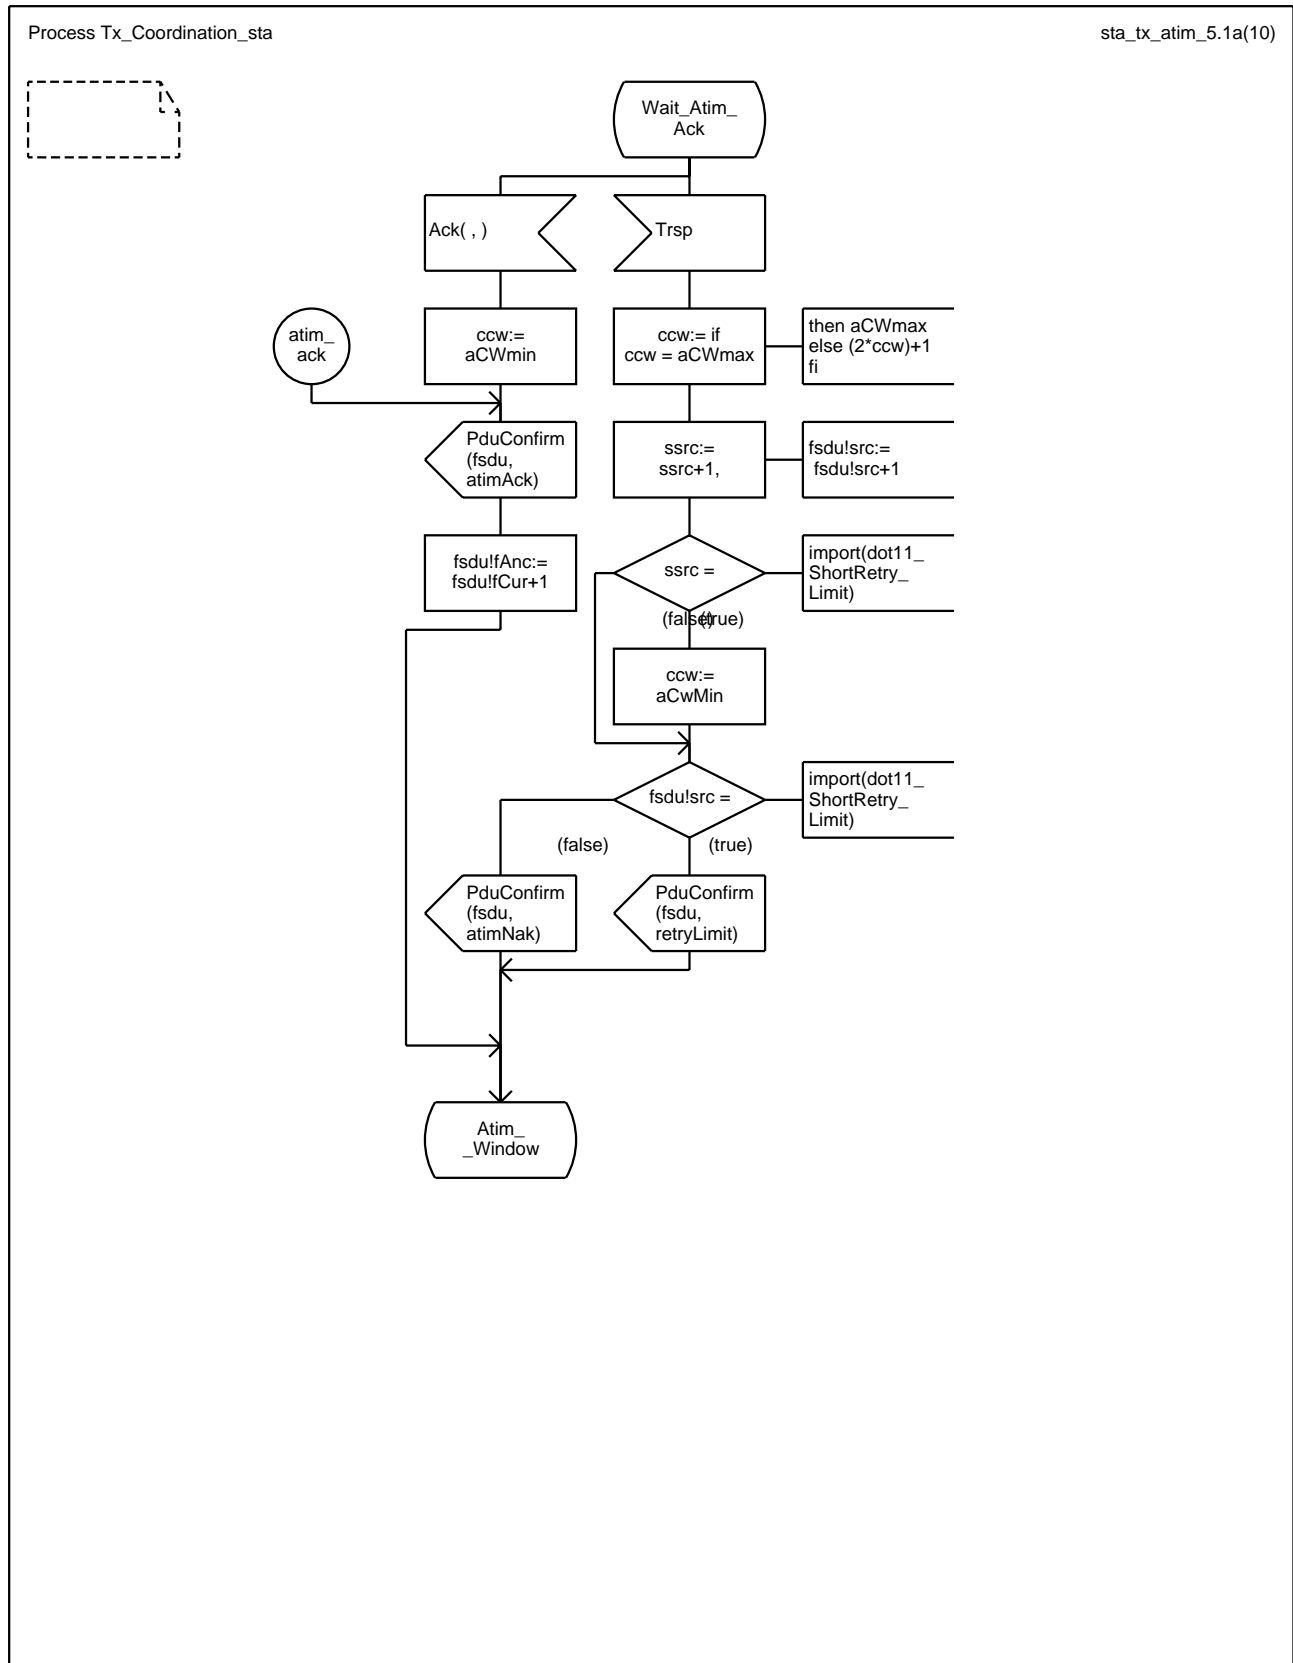 Process Tx_Coordination_sta
sta_tx_atim_5.1a(10)
Wait_Atim_
Ack
Ack( , )
Trsp
atim_
ack
ccw:=
aCWmin
ccw:= if
ccw = aCWmax
then aCWmax
else (2*ccw)+1
fi
PduConfirm
(fsdu,
atimAck)
ssrc:=
ssrc+1,
fsdu!src:=
fsdu!src+1
fsdu!fAnc:=
fsdu!fCur+1
ssrc =
import(dot11_
ShortRetry_
Limit)
(false)
(true)
ccw:=
aCwMin
fsdu!src =
import(dot11_
ShortRetry_
Limit)
(false)
(true)
PduConfirm
(fsdu,
atimNak)
PduConfirm
(fsdu,
retryLimit)
Atim_
_Window